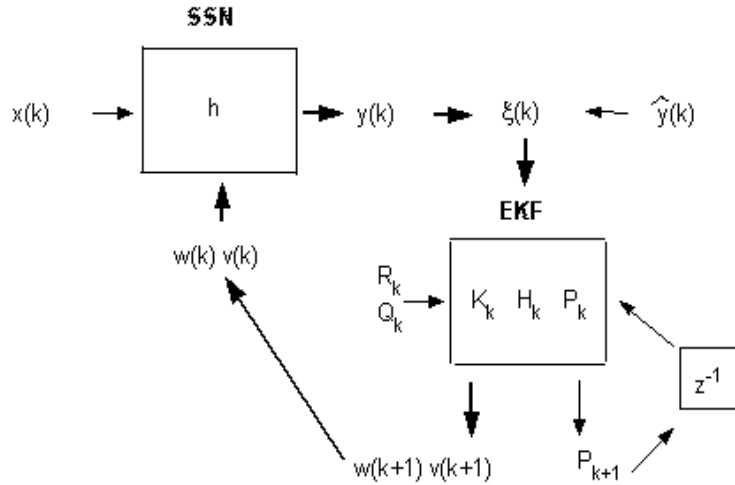 SSN
x(k) h y(k) ξ(k) ŷ(k)
EKF
w(k) v(k)
R_k
Q_k
K_k H_k P_k
z^-1
w(k+1) v(k+1) P_k+1